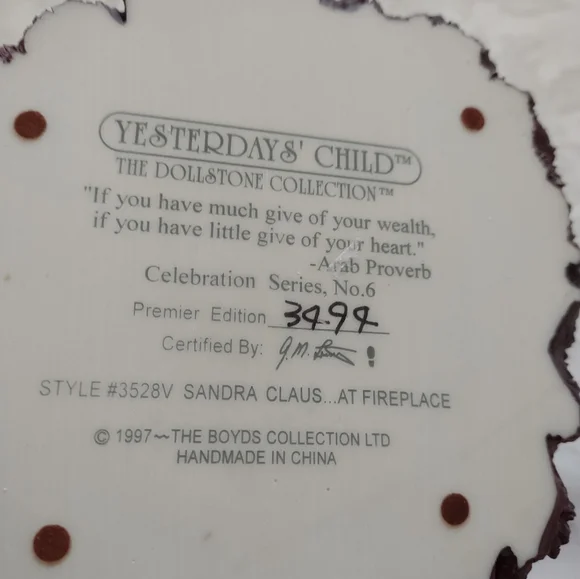 YESTERDAYS' CHILD™
THE DOLLSTONE COLLECTION™
"If you have much give of your wealth,
if you have little give of your heart."
-Arab Proverb
Celebration Series, No.6
Premier Edition 34.94
Certified By: G.M. !
STYLE #3528V SANDRA CLAUS...AT FIREPLACE
© 1997~~THE BOYDS COLLECTION LTD
HANDMADE IN CHINA